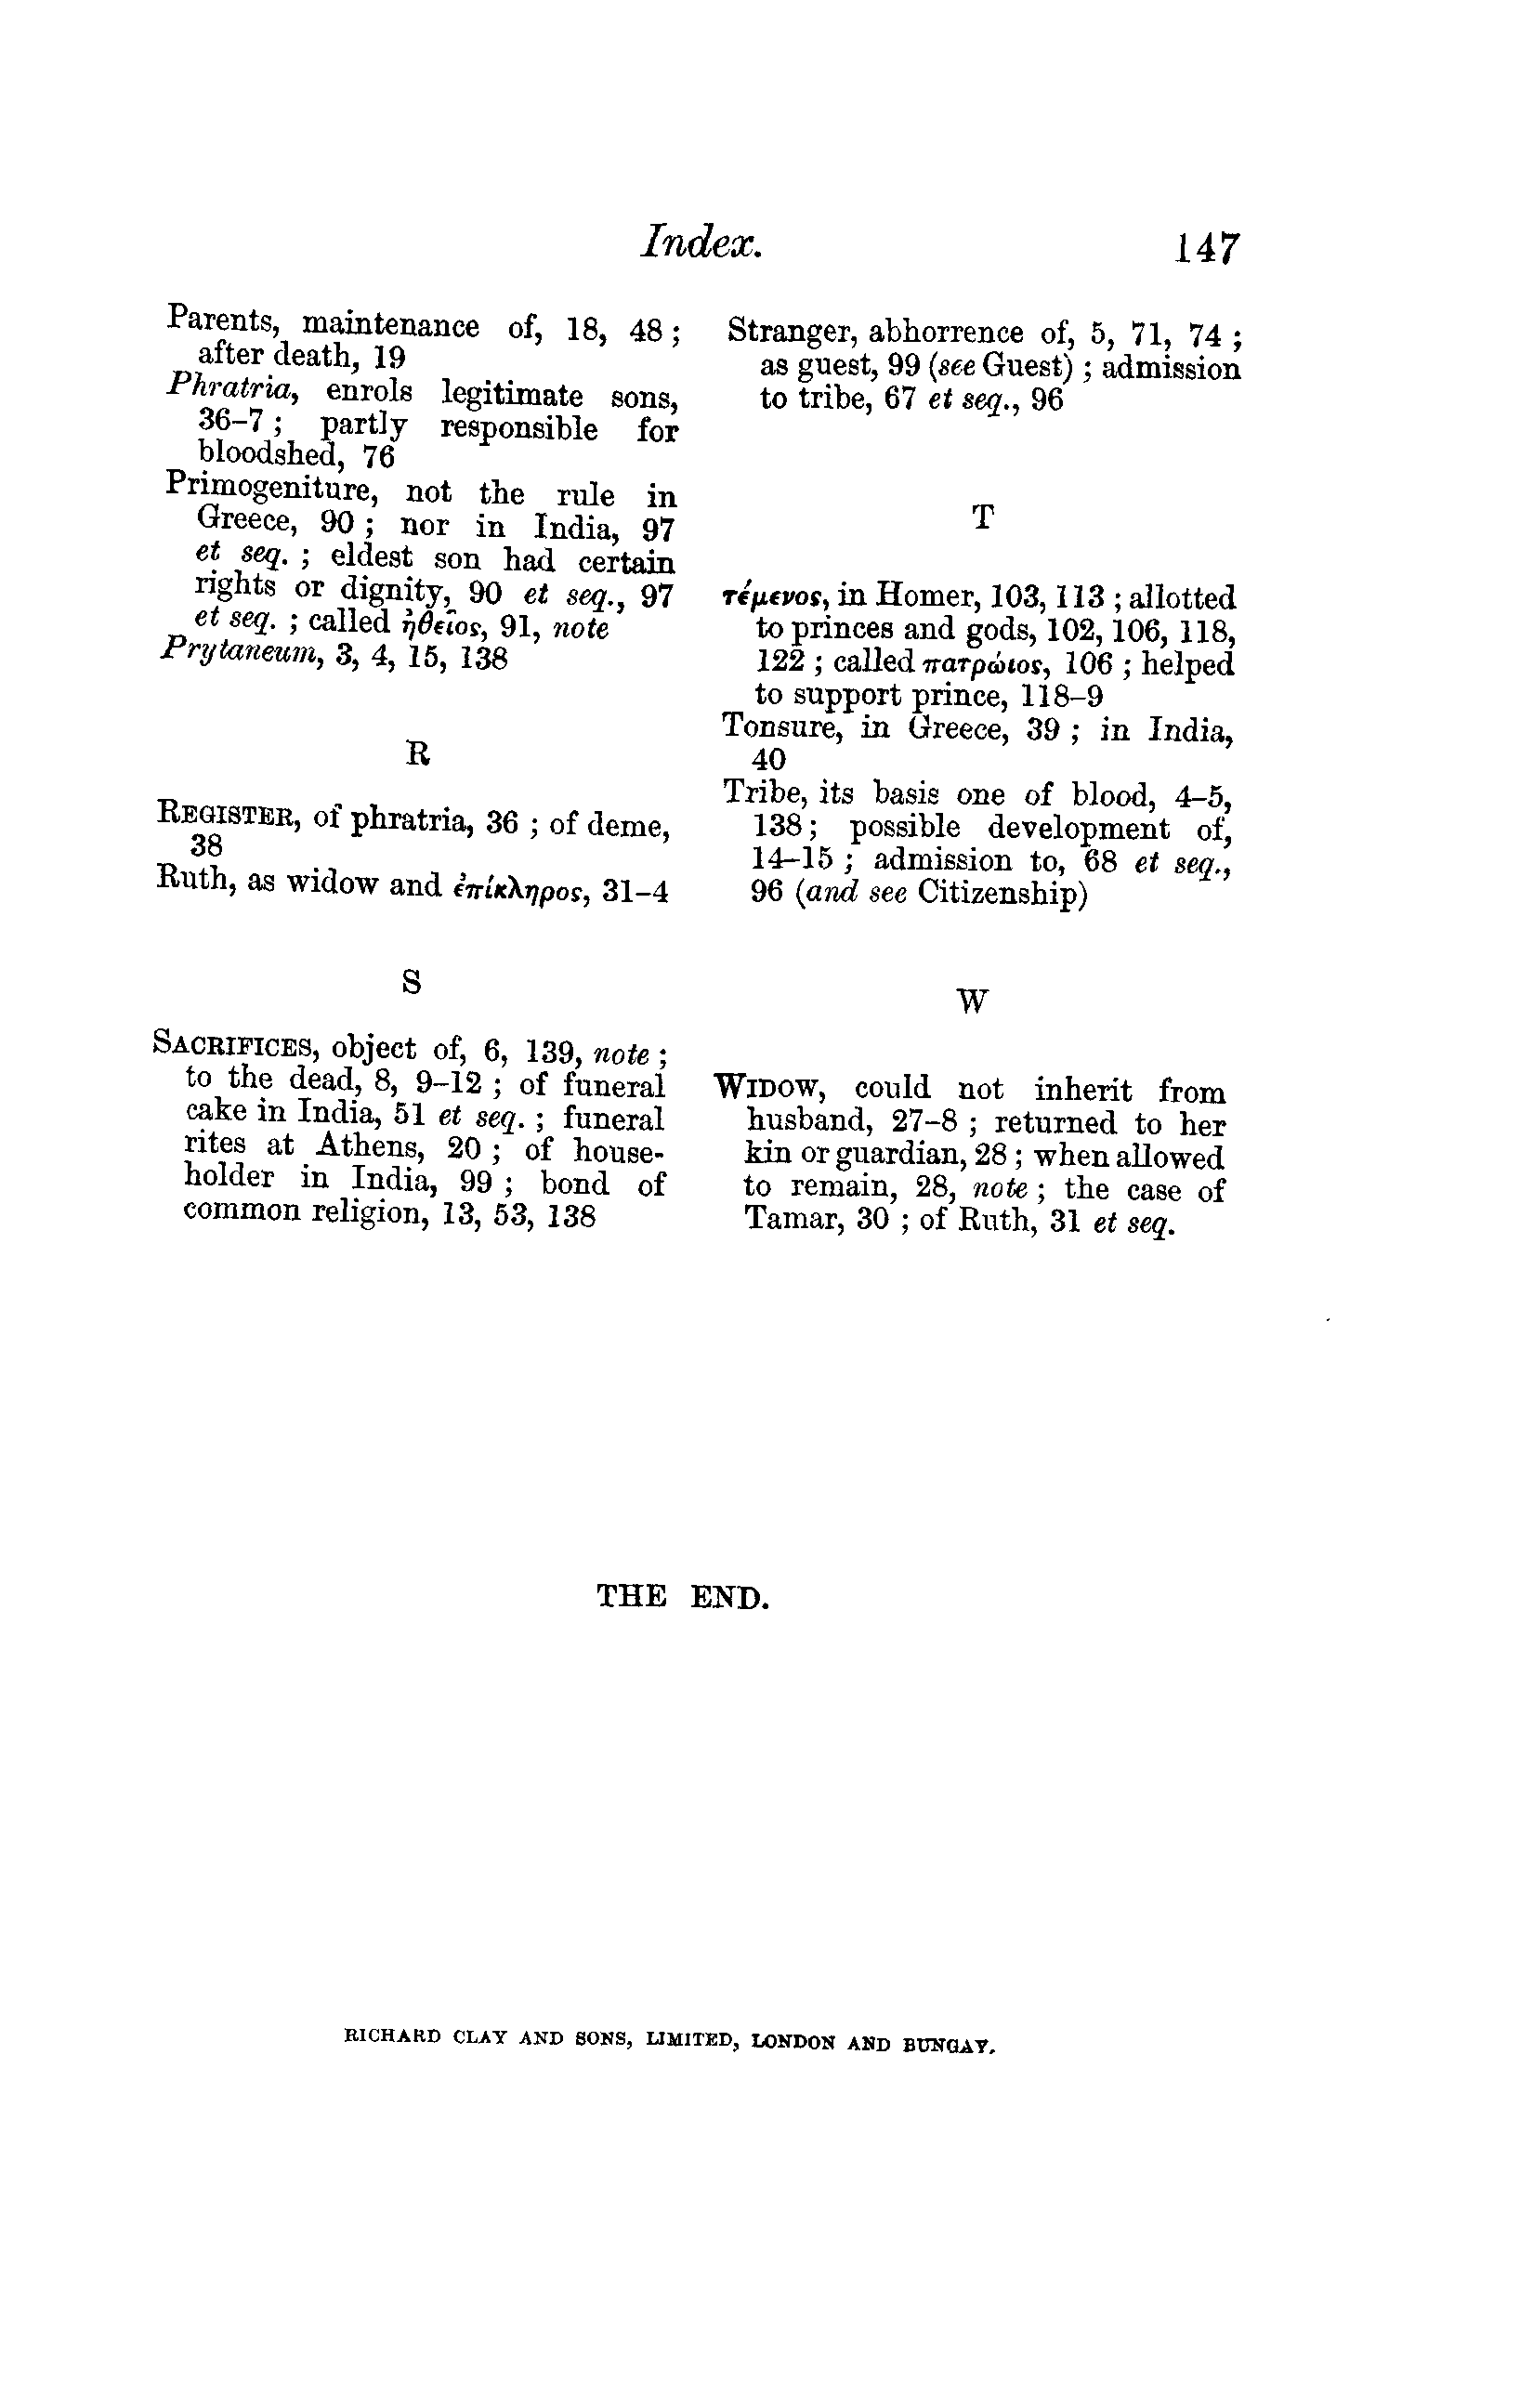 Index.
147
Parents, maintenance of, 18, 48 ;
after death, 19
Phratria, enrols legitimate sons,
36–7 ; partly responsible for
bloodshed, 76
Primogeniture, not the rule in
Greece, 90 ; nor in India, 97
et seq. ; eldest son had certain
rights or dignity, 90 et seq., 97
et seq. ; called ἠθεῖος, 91, note
Prytaneum, 3, 4, 15, 138
R
REGISTER, of phratria, 36 ; of deme,
38
Ruth, as widow and ἐπίκληρος, 31–4
S
SACRIFICES, object of, 6, 139, note ;
to the dead, 8, 9–12 ; of funeral
cake in India, 51 et seq. ; funeral
rites at Athens, 20 ; of house-
holder in India, 99 ; bond of
common religion, 13, 53, 138
Stranger, abhorrence of, 5, 71, 74 ;
as guest, 99 (see Guest) ; admission
to tribe, 67 et seq., 96
T
τέμενος, in Homer, 103, 113 ; allotted
to princes and gods, 102, 106, 118,
122 ; called πατρώιος, 106 ; helped
to support prince, 118–9
Tonsure, in Greece, 39 ; in India,
40
Tribe, its basis one of blood, 4–5,
138 ; possible development of,
14–15 ; admission to, 68 et seq.,
96 (and see Citizenship)
W
WIDOW, could not inherit from
husband, 27–8 ; returned to her
kin or guardian, 28 ; when allowed
to remain, 28, note ; the case of
Tamar, 30 ; of Ruth, 31 et seq.
THE END.
RICHARD CLAY AND SONS, LIMITED, LONDON AND BUNGAY.